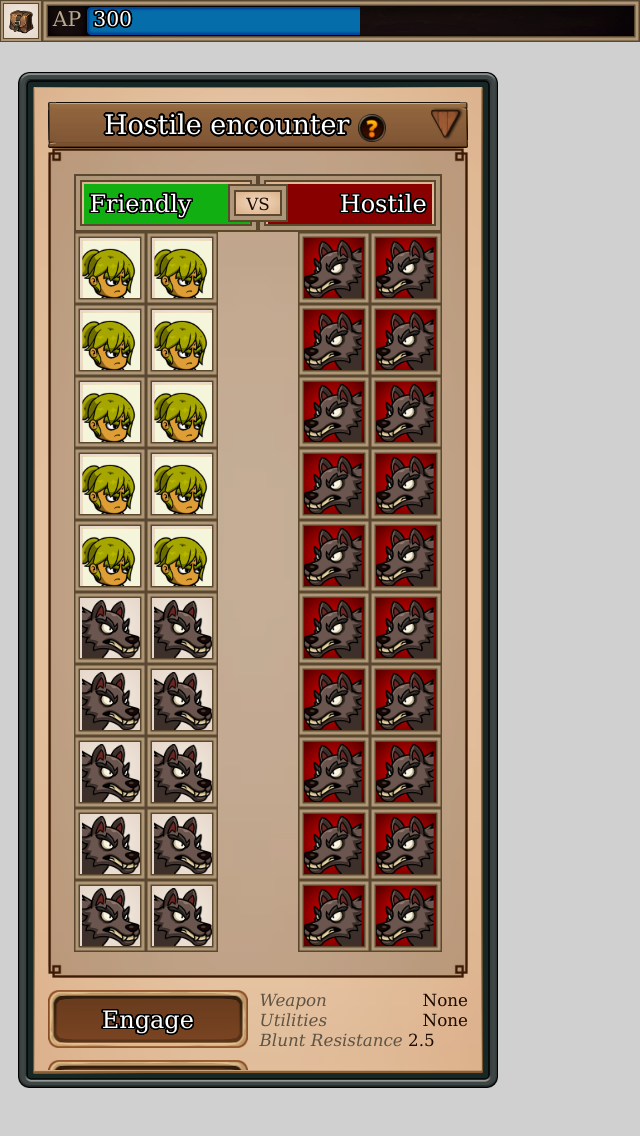 AP 300
Hostile encounter ?
Friendly VS Hostile
Engage
Weapon None
Utilities None
Blunt Resistance 2.5